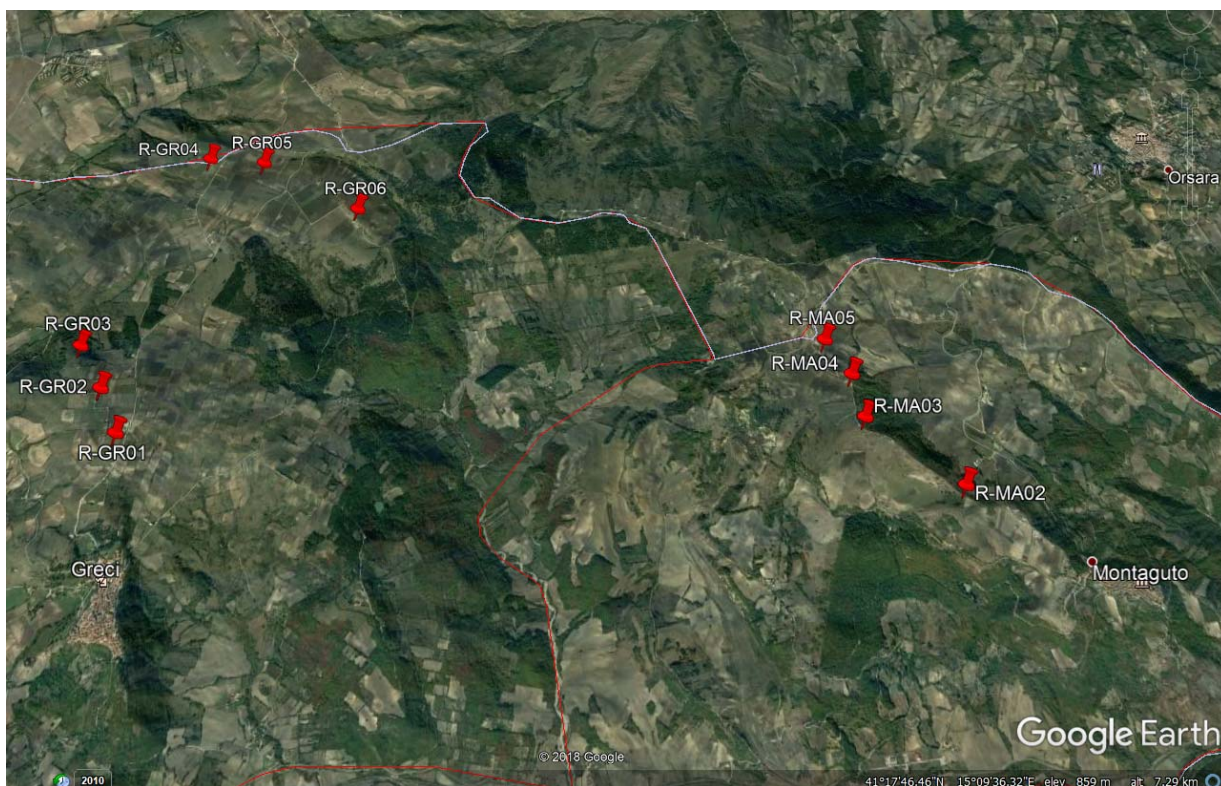 R-GR04
R-GR05
R-GR06
Orsara
R-GR03
R-GR02
R-GR01
R-MA05
R-MA04
R-MA03
R-MA02
Greci
Montaguto
Google Earth
© 2018 Google
2010
41°17'46.46"N 15°09'36.32"E elev 859 m alt 7.29 km